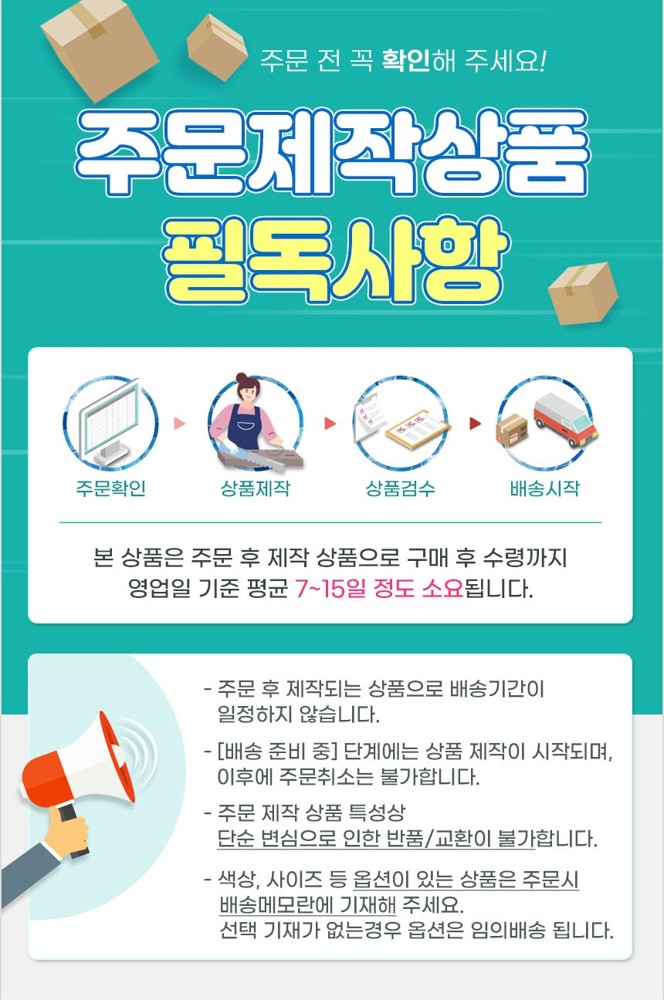 주문 전 꼭 확인해 주세요!
주문제작상품
필독사항
주문확인
상품제작
상품검수
배송시작
본 상품은 주문 후 제작 상품으로 구매 후 수령까지
영업일 기준 평균 7~15일 정도 소요됩니다.
- 주문 후 제작되는 상품으로 배송기간이
일정하지 않습니다.
- [배송 준비 중] 단계에는 상품 제작이 시작되며,
이후에 주문취소는 불가합니다.
- 주문 제작 상품 특성상
단순 변심으로 인한 반품/교환이 불가합니다.
- 색상, 사이즈 등 옵션이 있는 상품은 주문시
배송메모란에 기재해 주세요.
선택 기재가 없는경우 옵션은 임의배송 됩니다.